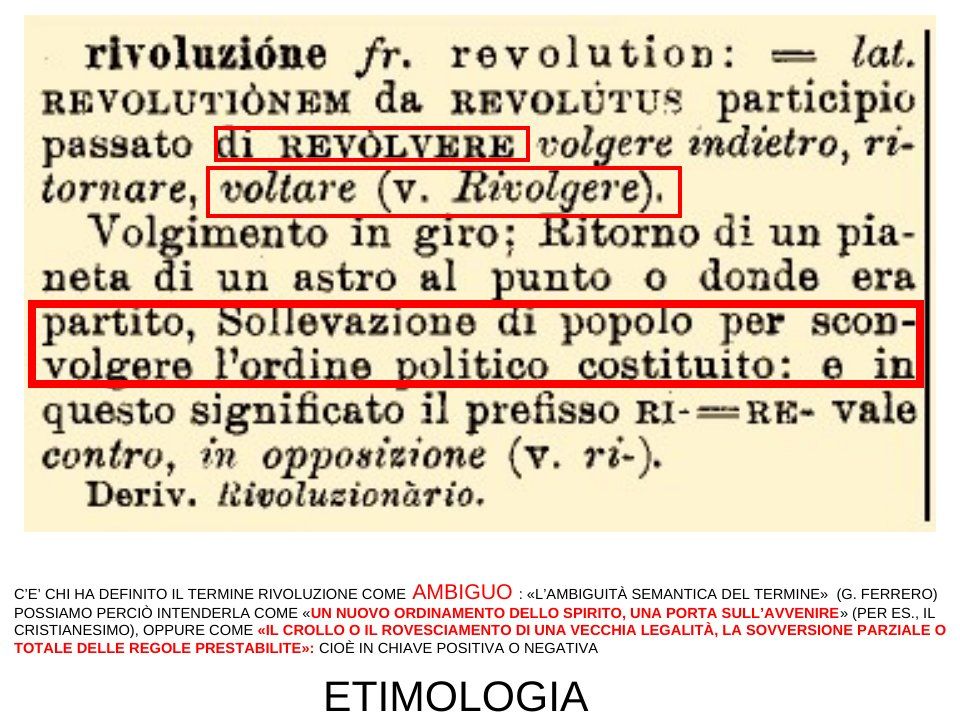 rivoluzióne fr. revolution: = lat.
REVOLUTIÒNEM da REVOLÚTUS participio
passato di REVÒLVERE volgere indietro, ri-
tornare, voltare (v. Rivolgere).
Volgimento in giro; Ritorno di un pia-
neta di un astro al punto o donde era
partito, Sollevazione di popolo per scon-
volgere l'ordine politico costituito: e in
questo significato il prefisso RI-=RE- vale
contro, in opposizione (v. ri-).
Deriv. Rivoluzionàrio.
C'E' CHI HA DEFINITO IL TERMINE RIVOLUZIONE COME AMBIGUO : «L'AMBIGUITÀ SEMANTICA DEL TERMINE» (G. FERRERO)
POSSIAMO PERCIÒ INTENDERLA COME «UN NUOVO ORDINAMENTO DELLO SPIRITO, UNA PORTA SULL'AVVENIRE» (PER ES., IL
CRISTIANESIMO), OPPURE COME «IL CROLLO O IL ROVESCIAMENTO DI UNA VECCHIA LEGALITÀ, LA SOVVERSIONE PARZIALE O
TOTALE DELLE REGOLE PRESTABILITE»: CIOÈ IN CHIAVE POSITIVA O NEGATIVA
ETIMOLOGIA